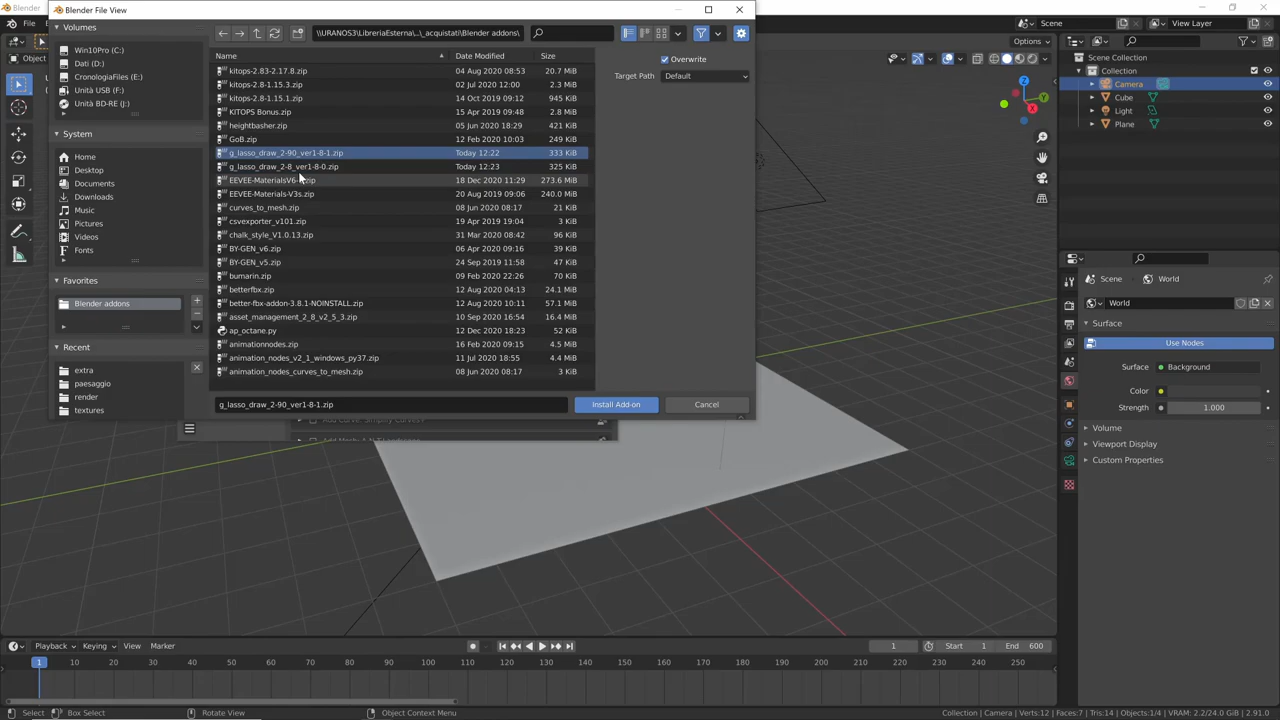 Blender File View
Blender
File
Scene
View Layer
Volumes
Win10Pro (C:)
Dati (D:)
CronologiaFiles (E:)
Unità USB (F:)
Unità BD-RE (J:)
System
Home
Desktop
Documents
Downloads
Music
Pictures
Videos
Fonts
Favorites
Blender addons
Recent
extra
paesaggio
render
textures
\\URANOS3\LibreriaEsterna\...\_acquistati\Blender addons\
Name Date Modified Size
kitops-2.83-2.17.8.zip 04 Aug 2020 08:53 20.7 MiB
kitops-2.8-1.15.3.zip 02 Jul 2020 12:00 2.3 MiB
kitops-2.8-1.15.1.zip 14 Oct 2019 09:12 945 KiB
KITOPS Bonus.zip 15 Apr 2019 09:48 2.8 MiB
heightbasher.zip 05 Jun 2020 18:29 421 KiB
GoB.zip 12 Feb 2020 10:03 249 KiB
g_lasso_draw_2-90_ver1-8-1.zip Today 12:22 333 KiB
g_lasso_draw_2-8_ver1-8-0.zip Today 12:23 325 KiB
EEVEE-MaterialsV6- zip 18 Dec 2020 11:29 273.6 MiB
EEVEE-Materials-V3s.zip 20 Aug 2019 09:06 240.0 MiB
curves_to_mesh.zip 08 Jun 2020 08:17 21 KiB
csvexporter_v101.zip 19 Apr 2019 19:04 3 KiB
chalk_style_V1.0.13.zip 31 Mar 2020 08:42 96 KiB
BY-GEN_v6.zip 06 Apr 2020 09:16 39 KiB
BY-GEN_v5.zip 24 Sep 2019 11:58 47 KiB
bumarin.zip 09 Feb 2020 22:26 70 KiB
betterfbx.zip 12 Aug 2020 04:13 24.1 MiB
better-fbx-addon-3.8.1-NOINSTALL.zip 12 Aug 2020 10:11 57.1 MiB
asset_management_2_8_v2_5_3.zip 10 Sep 2020 16:54 16.4 MiB
ap_octane.py 12 Dec 2020 18:23 52 KiB
animationnodes.zip 16 Feb 2020 09:15 4.5 MiB
animation_nodes_v2_1_windows_py37.zip 11 Jul 2020 18:55 4.4 MiB
animation_nodes_curves_to_mesh.zip 08 Jun 2020 08:17 3 KiB
g_lasso_draw_2-90_ver1-8-1.zip
Install Add-on
Cancel
Overwrite
Target Path
Default
Object
Options
X
Y
Z
Scene Collection
Collection
Camera
Cube
Light
Plane
Scene
World
World
Surface
Use Nodes
Surface
Background
Color
Strength
1.000
Volume
Viewport Display
Custom Properties
Playback
Keying
View
Marker
1
Start 1
End 600
1 10 20 30 40 50 60 70 80 90 100 110 120 130 140 150 160 170 180 190 200 210 220 230 240 250
Select
Box Select
Rotate View
Object Context Menu
Collection | Camera | Verts:12 | Faces:7 | Tris:14 | Objects:1/4 | VRAM: 2.2/24.0 GiB | 2.91.0